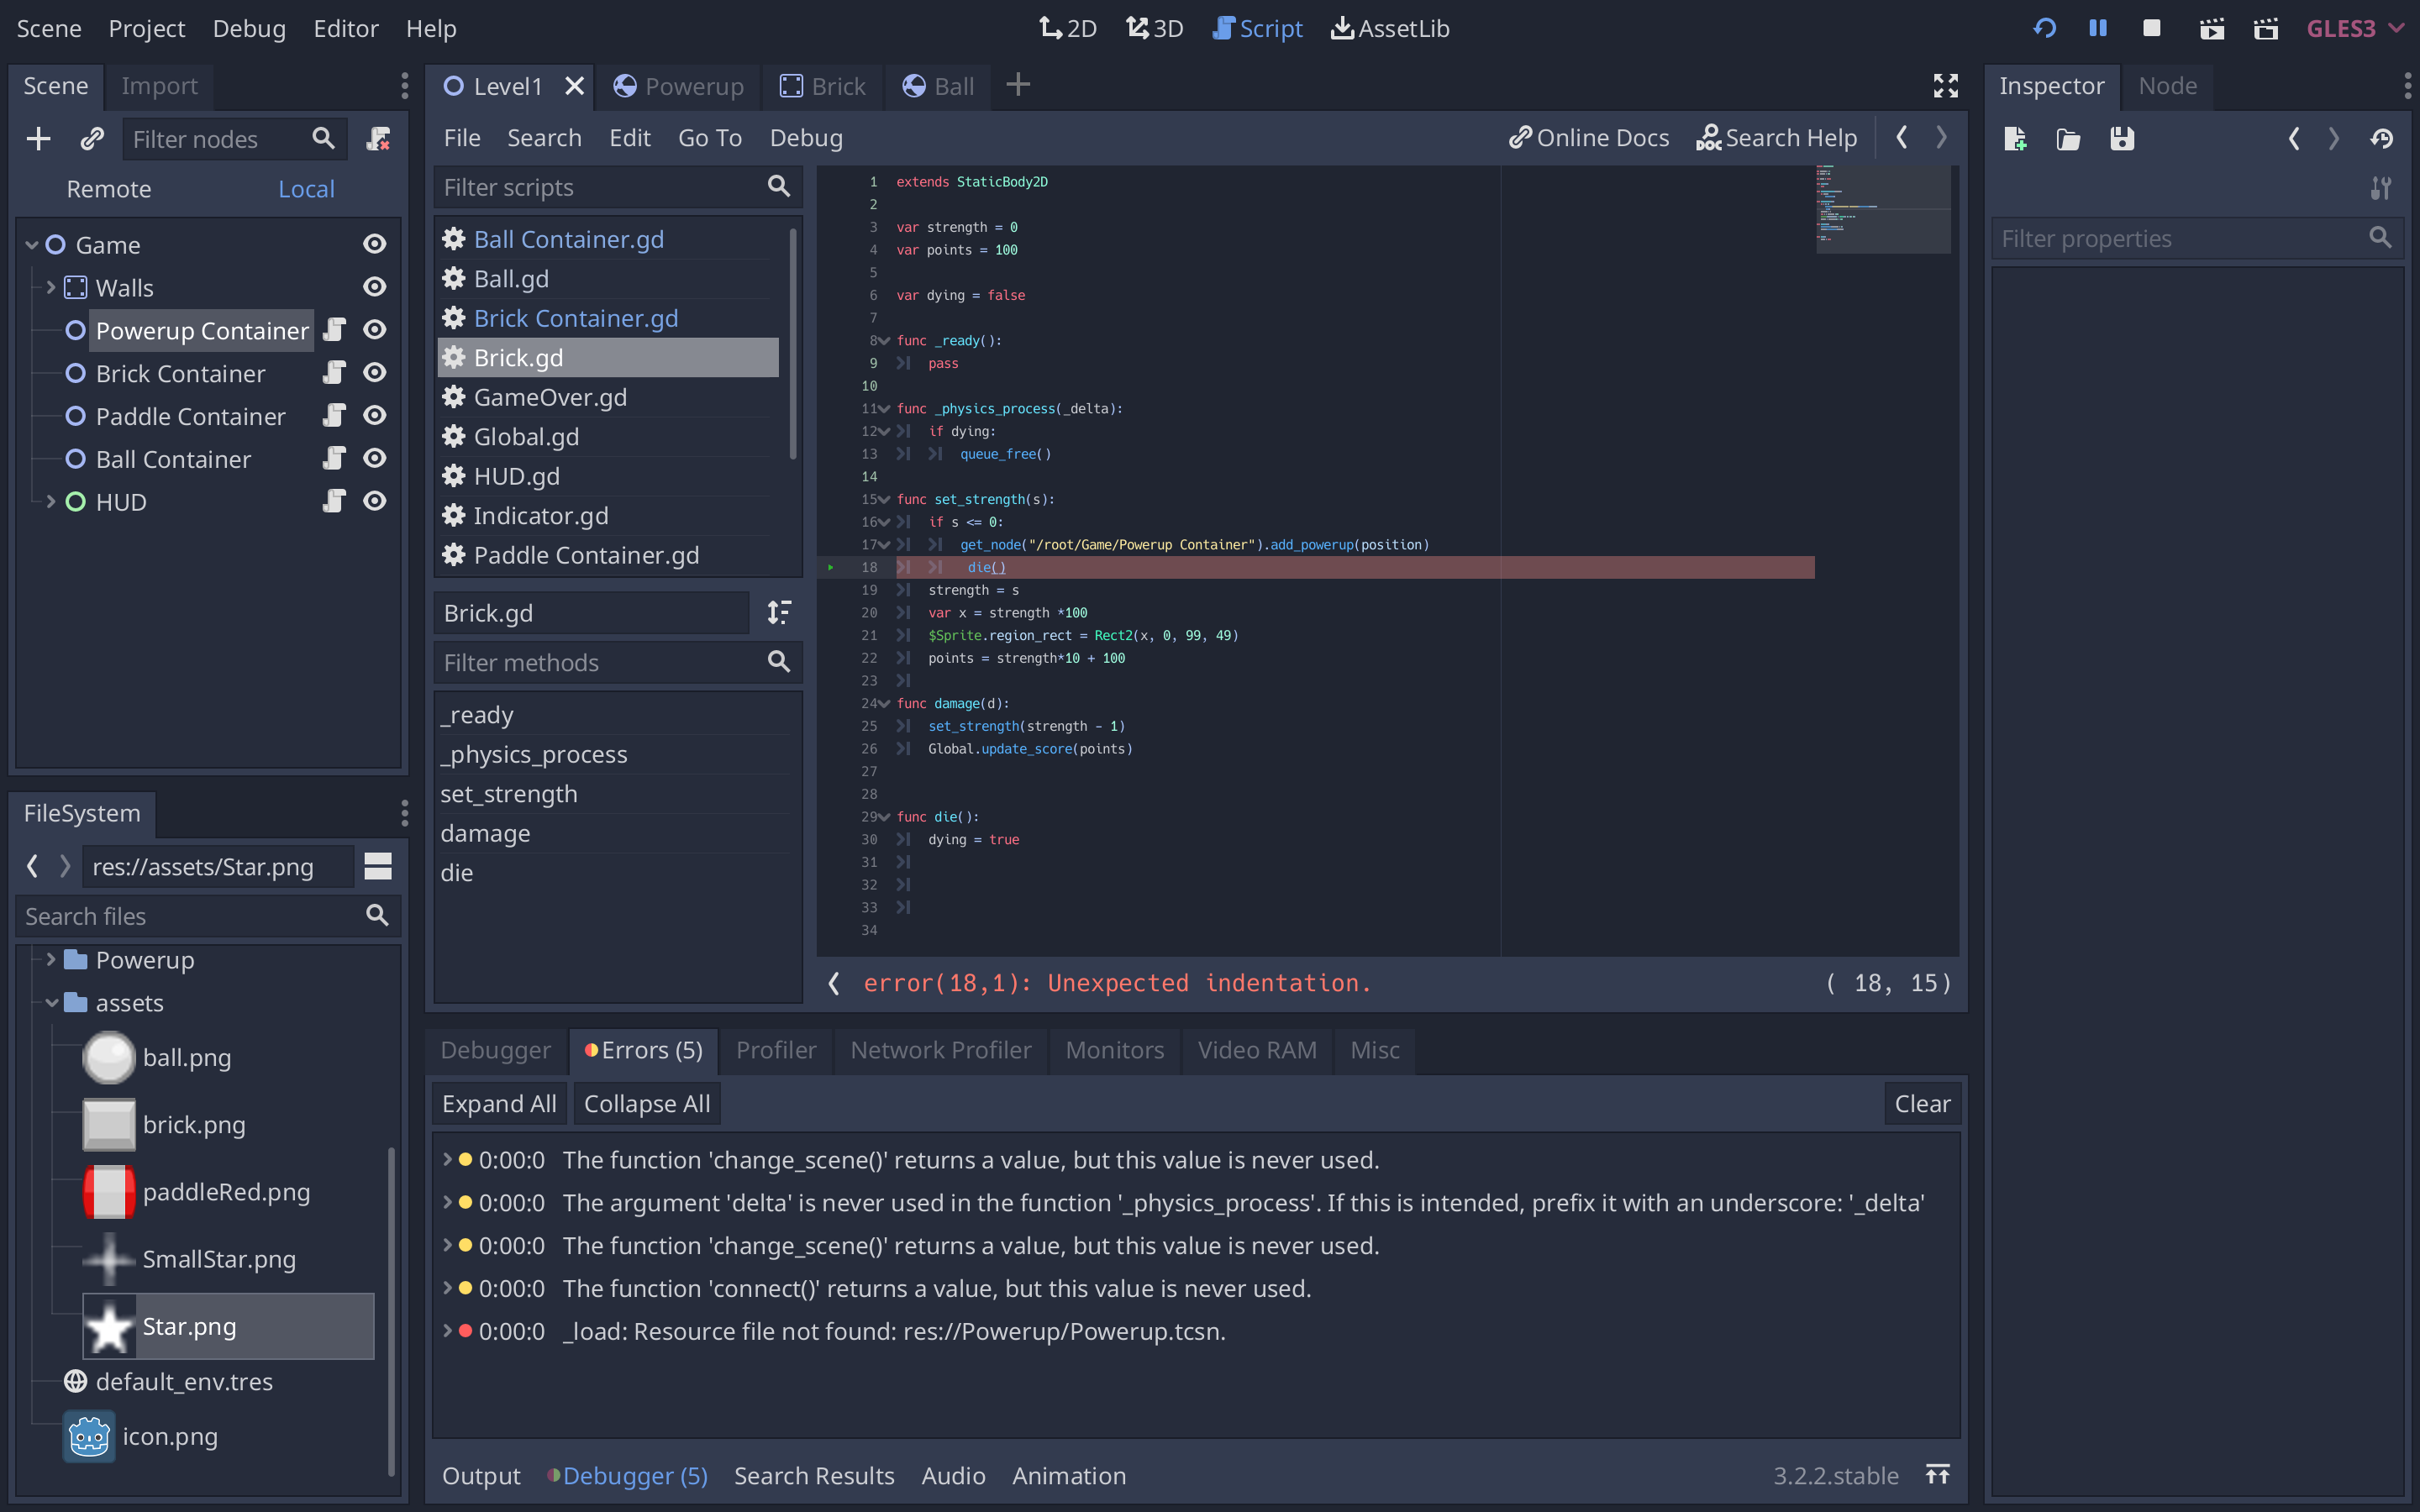 Scene Project Debug Editor Help
2D 3D Script AssetLib
GLES3
Scene Import
Filter nodes
Remote Local
Game
Walls
Powerup Container
Brick Container
Paddle Container
Ball Container
HUD
FileSystem
res://assets/Star.png
Search files
Powerup
assets
ball.png
brick.png
paddleRed.png
SmallStar.png
Star.png
default_env.tres
icon.png
Level1 Powerup Brick Ball
File Search Edit Go To Debug
Online Docs Search Help
Filter scripts
Ball Container.gd
Ball.gd
Brick Container.gd
Brick.gd
GameOver.gd
Global.gd
HUD.gd
Indicator.gd
Paddle Container.gd
Brick.gd
Filter methods
_ready
_physics_process
set_strength
damage
die
1 extends StaticBody2D
2
3 var strength = 0
4 var points = 100
5
6 var dying = false
7
8 func _ready():
9 pass
10
11 func _physics_process(_delta):
12 if dying:
13 queue_free()
14
15 func set_strength(s):
16 if s <= 0:
17 get_node("/root/Game/Powerup Container").add_powerup(position)
18 die()
19 strength = s
20 var x = strength *100
21 $Sprite.region_rect = Rect2(x, 0, 99, 49)
22 points = strength*10 + 100
23
24 func damage(d):
25 set_strength(strength - 1)
26 Global.update_score(points)
27
28
29 func die():
30 dying = true
31
32
33
34
error(18,1): Unexpected indentation.
( 18, 15)
Debugger Errors (5) Profiler Network Profiler Monitors Video RAM Misc
Expand All Collapse All Clear
0:00:0 The function 'change_scene()' returns a value, but this value is never used.
0:00:0 The argument 'delta' is never used in the function '_physics_process'. If this is intended, prefix it with an underscore: '_delta'
0:00:0 The function 'change_scene()' returns a value, but this value is never used.
0:00:0 The function 'connect()' returns a value, but this value is never used.
0:00:0 _load: Resource file not found: res://Powerup/Powerup.tcsn.
Output Debugger (5) Search Results Audio Animation
3.2.2.stable
Inspector Node
Filter properties